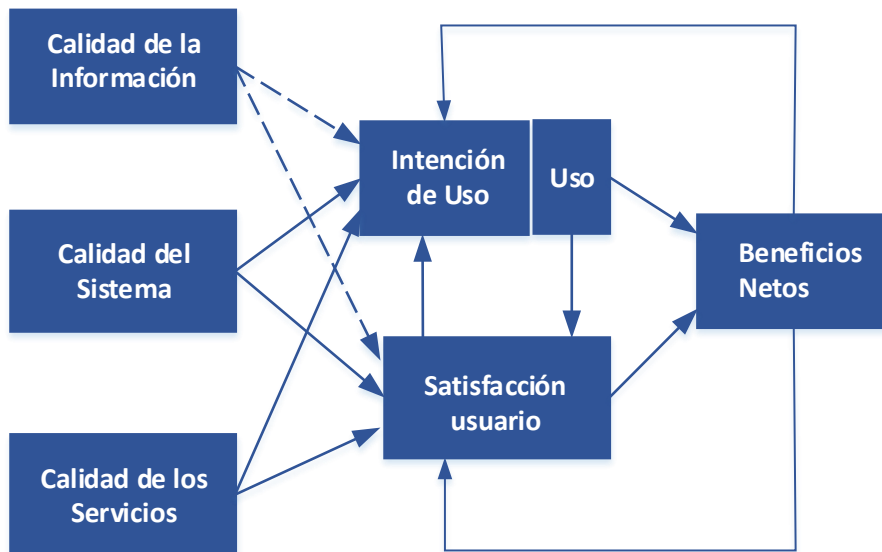 Calidad de la
Información
Intención
de Uso
Uso
Calidad del
Sistema
Beneficios
Netos
Satisfacción
usuario
Calidad de los
Servicios